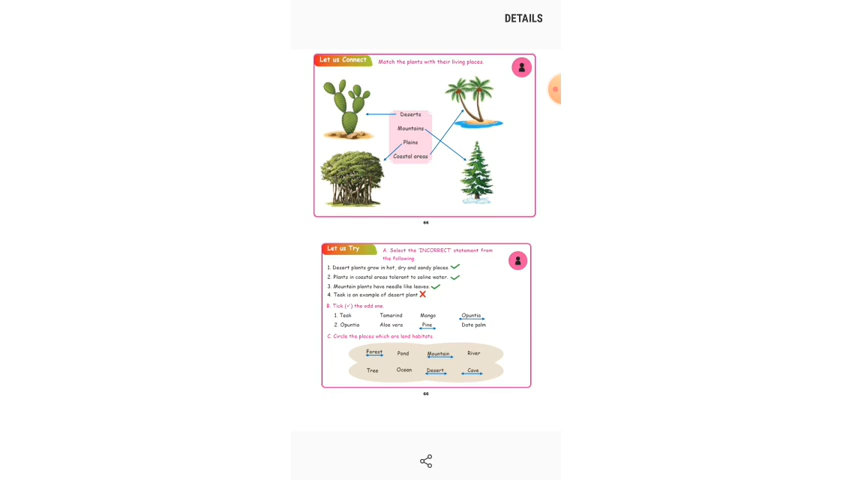 DETAILS
Let us Connect
Match the plants with their living places.
Deserts
Mountains
Plains
Coastal areas
66
Let us Try
A. Select the 'INCORRECT' statement from
the following.
1. Desert plants grow in hot, dry and sandy places
2. Plants in coastal areas tolerant to saline water.
3. Mountain plants have needle like leaves.
4. Teak is an example of desert plant
B. Tick (✓) the odd one.
1. Teak Tamarind Mango Opuntia
2. Opuntia Aloe vera Pine Date palm
C. Circle the places which are land habitats.
Forest Pond Mountain River
Tree Ocean Desert Cave
66